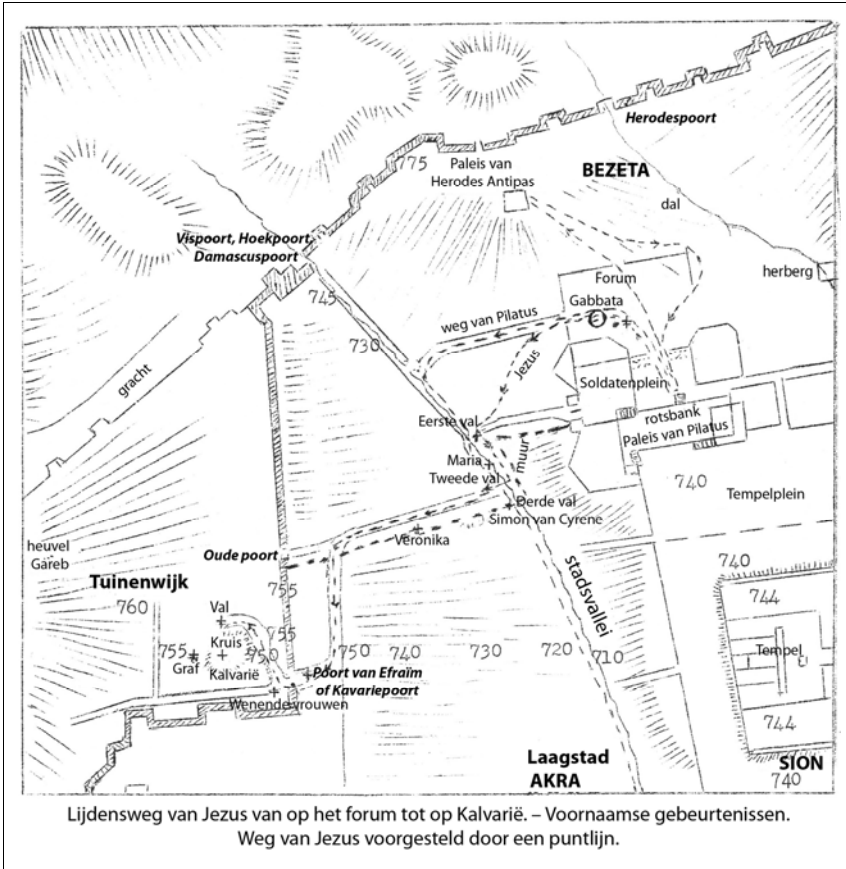 Herodespoort
775
Paleis van
Herodes Antipas
BEZETA
dal
Vispoort, Hoekpoort,
Damascuspoort
herberg
Forum
Gabbata
745
weg van Pilatus
730
gracht
Jezus
Soldatenplein
Eerste val
rotsbank
Paleis van Pilatus
muur
Maria
Tweede val
740
Tempelplein
Derde val
Simon van Cyrene
Veronika
heuvel
Gareb
Oude poort
stadsvallei
Tuinenwijk
755
740
760
744
Val
755
755
Kruis
750
750
740
730
720
710
Graf
Kalvarië
Tempel
Poort van Efraïm
of Kavariepoort
Wenende vrouwen
744
Laagstad
AKRA
SION
740
Lijdensweg van Jezus van op het forum tot op Kalvarië. – Voornaamse gebeurtenissen.
Weg van Jezus voorgesteld door een puntlijn.